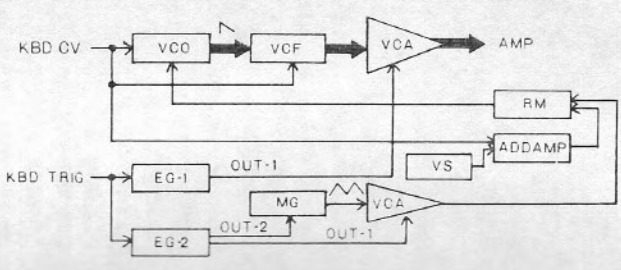 KBD CV
VCO
VCF
VCA
AMP
RM
ADDAMP
VS
KBD TRIG
EG-1
OUT-1
MG
VCA
OUT-2
OUT-1
EG-2